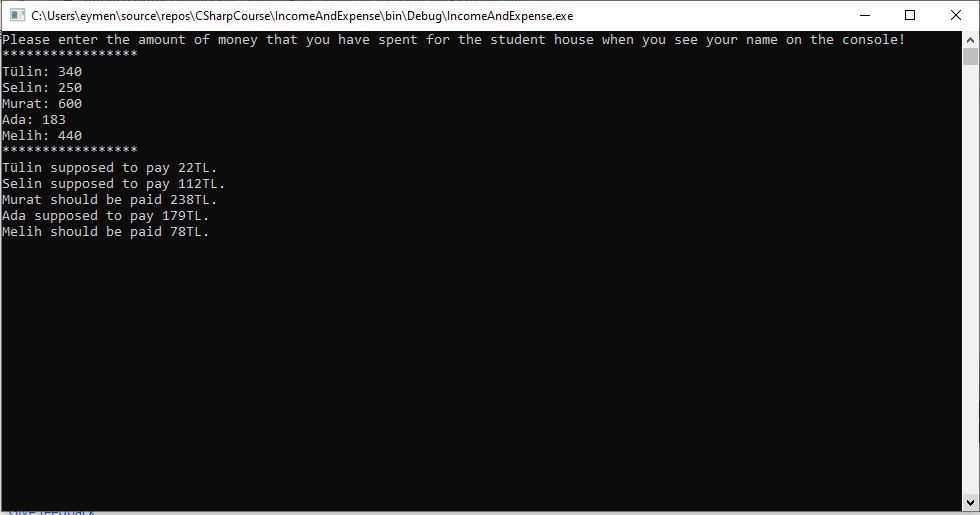 C:\Users\eymen\source\repos\CSharpCourse\IncomeAndExpense\bin\Debug\IncomeAndExpense.exe
Please enter the amount of money that you have spent for the student house when you see your name on the console!
*****************
Tülin: 340
Selin: 250
Murat: 600
Ada: 183
Melih: 440
*****************
Tülin supposed to pay 22TL.
Selin supposed to pay 112TL.
Murat should be paid 238TL.
Ada supposed to pay 179TL.
Melih should be paid 78TL.
Give feedback